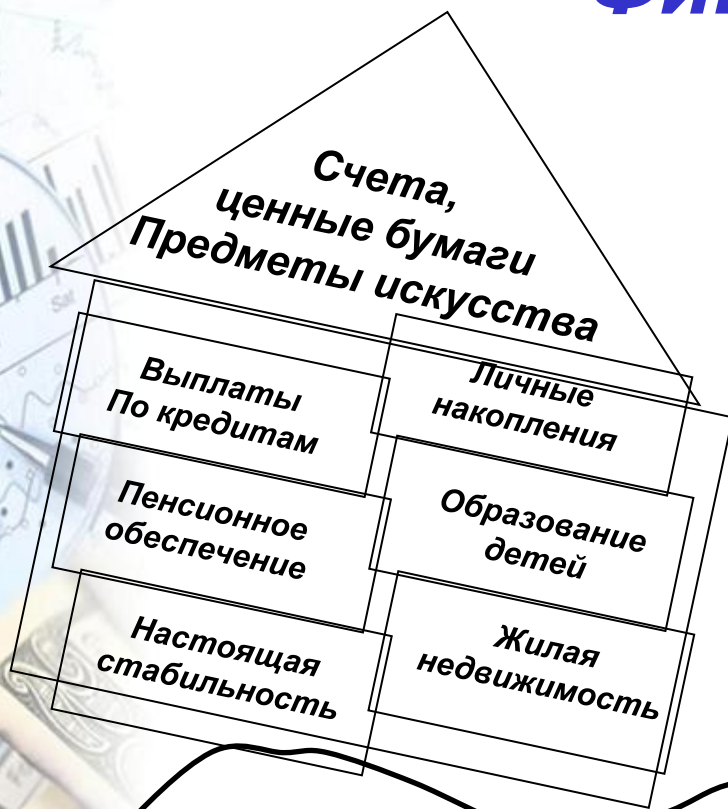 Счета,
ценные бумаги
Предметы искусства
Выплаты
По кредитам
Личные
накопления
Пенсионное
обеспечение
Образование
детей
Настоящая
стабильность
Жилая
недвижимость